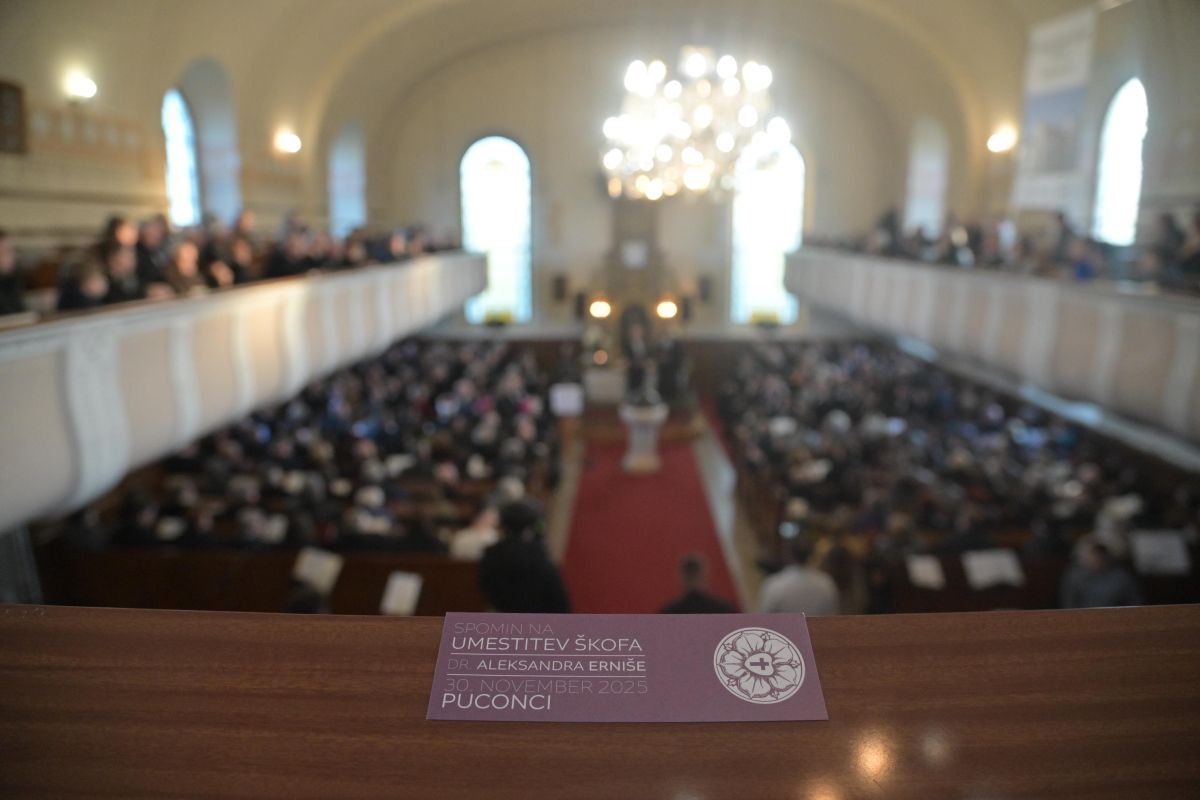 SPOMIN NA
UMESTITEV ŠKOFA
DR. ALEKSANDRA ERNIŠE
30. NOVEMBER 2025
PUCONCI